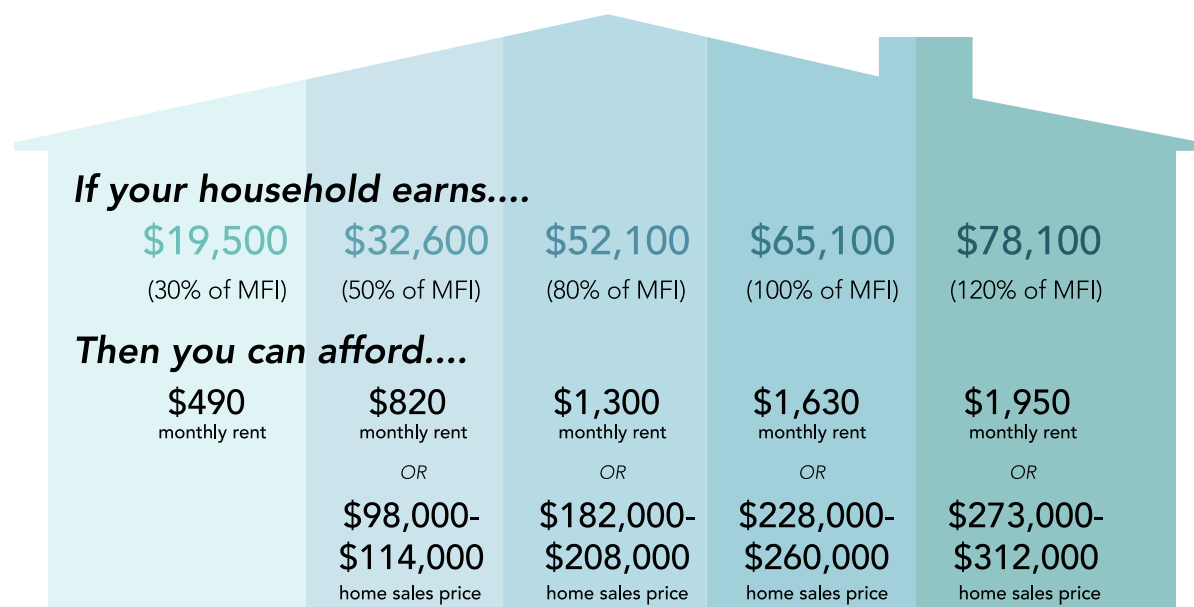 If your household earns....
$19,500 $32,600 $52,100 $65,100 $78,100
(30% of MFI) (50% of MFI) (80% of MFI) (100% of MFI) (120% of MFI)
Then you can afford....
$490 $820 $1,300 $1,630 $1,950
monthly rent monthly rent monthly rent monthly rent monthly rent
OR OR OR OR
$98,000- $182,000- $228,000- $273,000-
$114,000 $208,000 $260,000 $312,000
home sales price home sales price home sales price home sales price